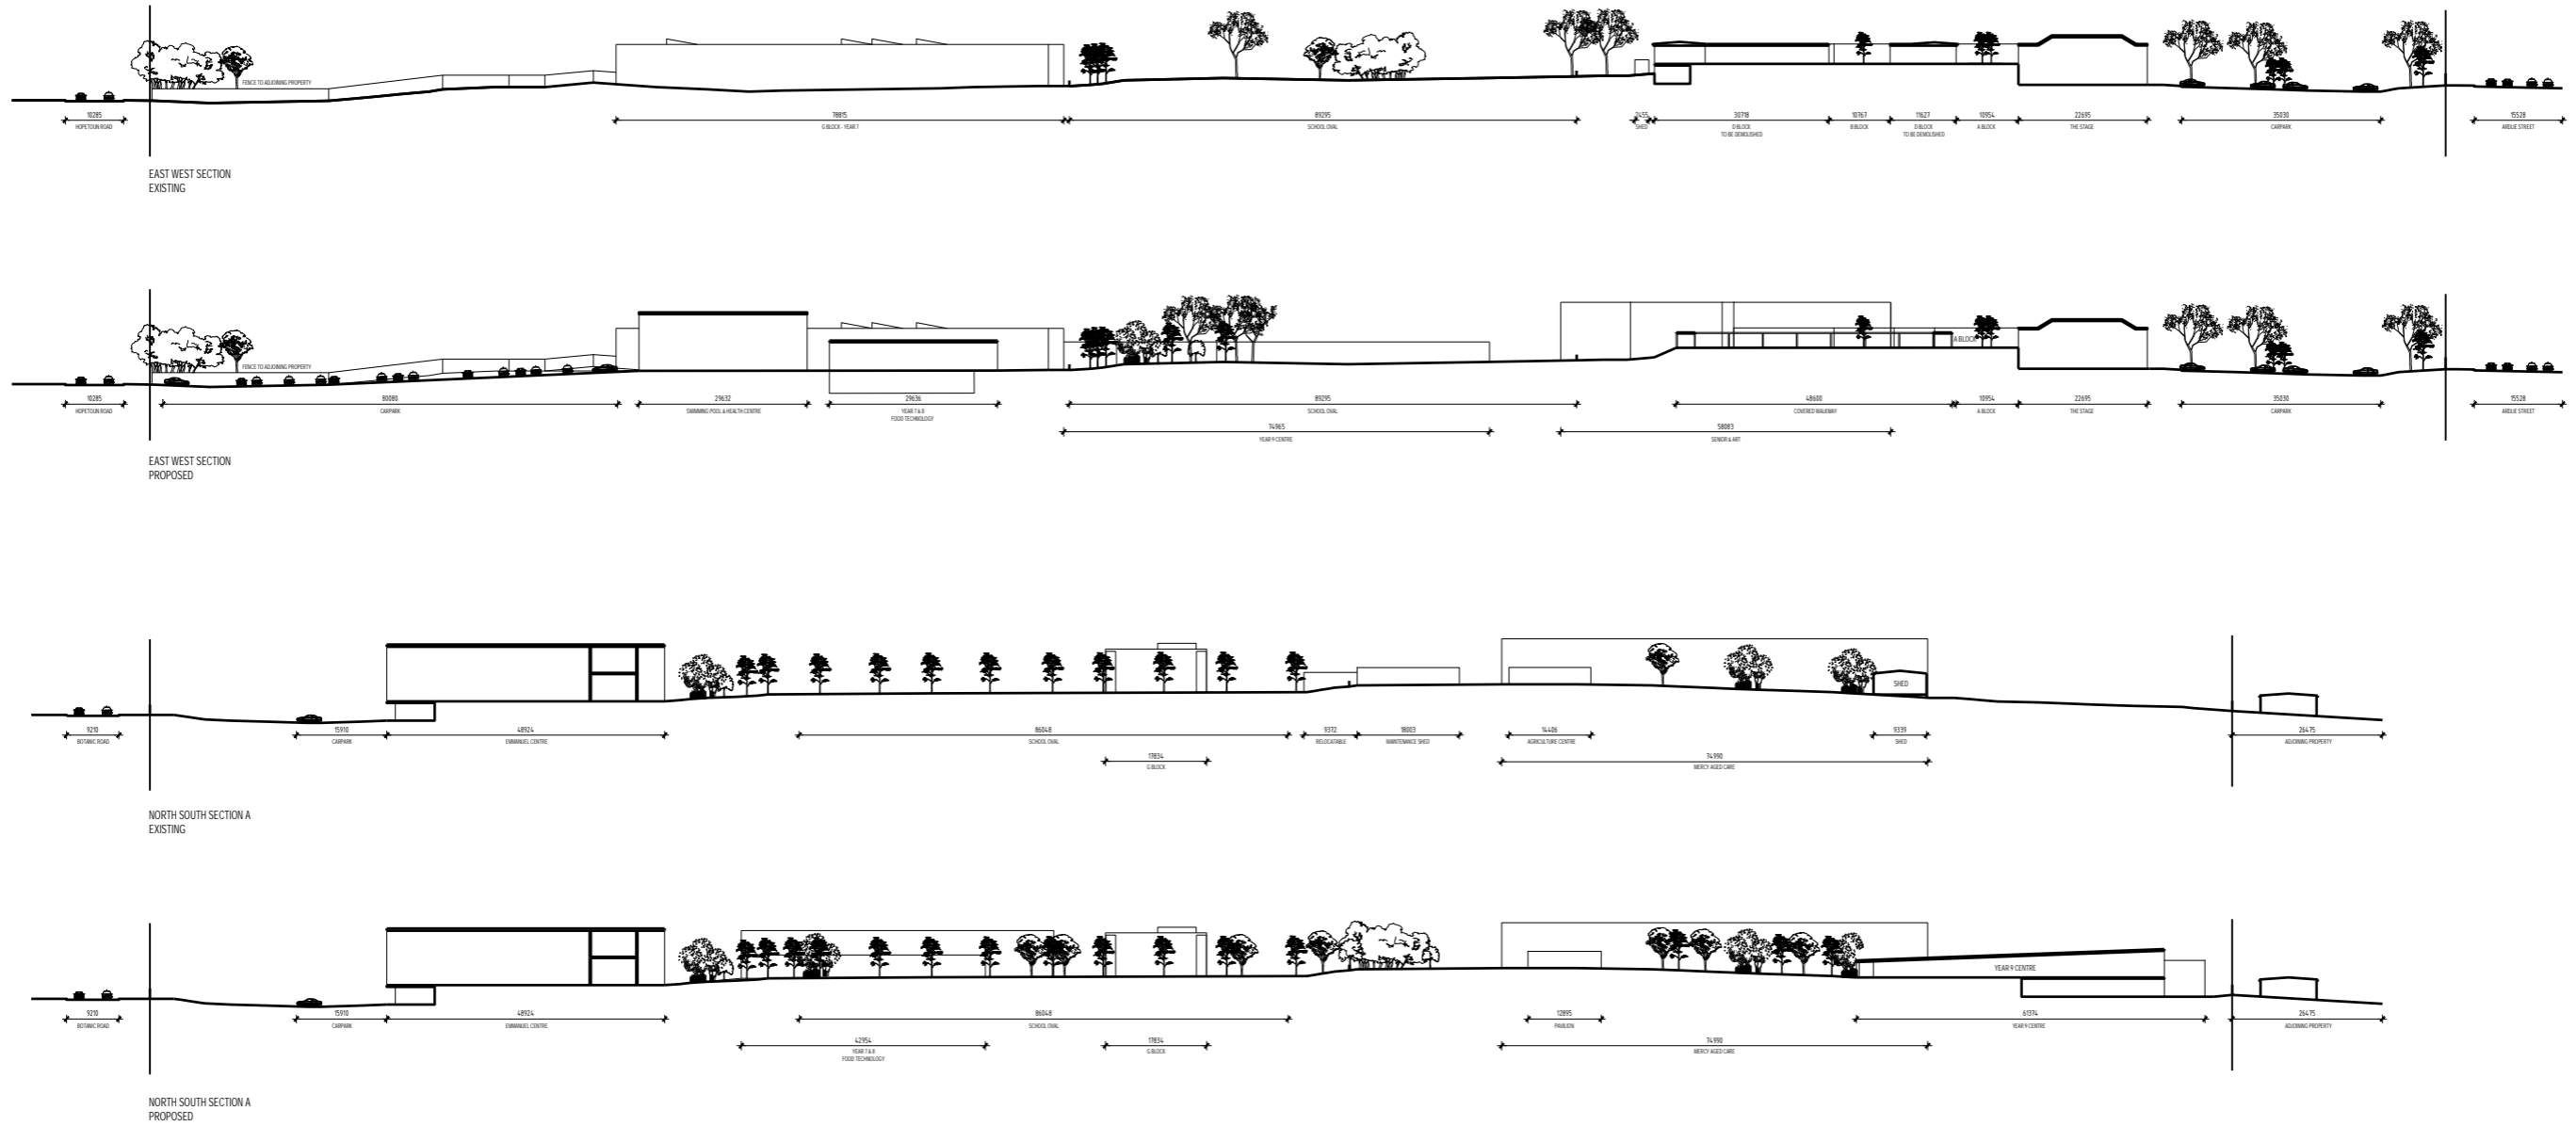 FENCE TO ADJOINING PROPERTY
10285
HOPETOUN ROAD
78815
G BLOCK - YEAR 7
89295
SCHOOL OVAL
2455
SHED
30718
D BLOCK
TO BE DEMOLISHED
10767
B BLOCK
11627
D BLOCK
TO BE DEMOLISHED
10954
A BLOCK
22695
THE STAGE
35030
CARPARK
15528
ARDLIE STREET
EAST WEST SECTION
EXISTING
FENCE TO ADJOINING PROPERTY
A BLOCK
10285
HOPETOUN ROAD
80080
CARPARK
29632
SWIMMING POOL & HEALTH CENTRE
29636
YEAR 7 & 8
FOOD TECHNOLOGY
89295
SCHOOL OVAL
48600
COVERED WALKWAY
10954
A BLOCK
22695
THE STAGE
35030
CARPARK
15528
ARDLIE STREET
74965
YEAR 9 CENTRE
58083
SENIOR & ART
EAST WEST SECTION
PROPOSED
SHED
9210
BOTANIC ROAD
15910
CARPARK
48924
EMMANUEL CENTRE
86048
SCHOOL OVAL
9372
RELOCATABLE
18003
MAINTENANCE SHED
14406
AGRICULTURE CENTRE
9339
SHED
26475
ADJOINING PROPERTY
17834
G BLOCK
74990
MERCY AGED CARE
NORTH SOUTH SECTION A
EXISTING
YEAR 9 CENTRE
9210
BOTANIC ROAD
15910
CARPARK
48924
EMMANUEL CENTRE
86048
SCHOOL OVAL
12895
PAVILION
61374
YEAR 9 CENTRE
26475
ADJOINING PROPERTY
42954
YEAR 7 & 8
FOOD TECHNOLOGY
17834
G BLOCK
74990
MERCY AGED CARE
NORTH SOUTH SECTION A
PROPOSED